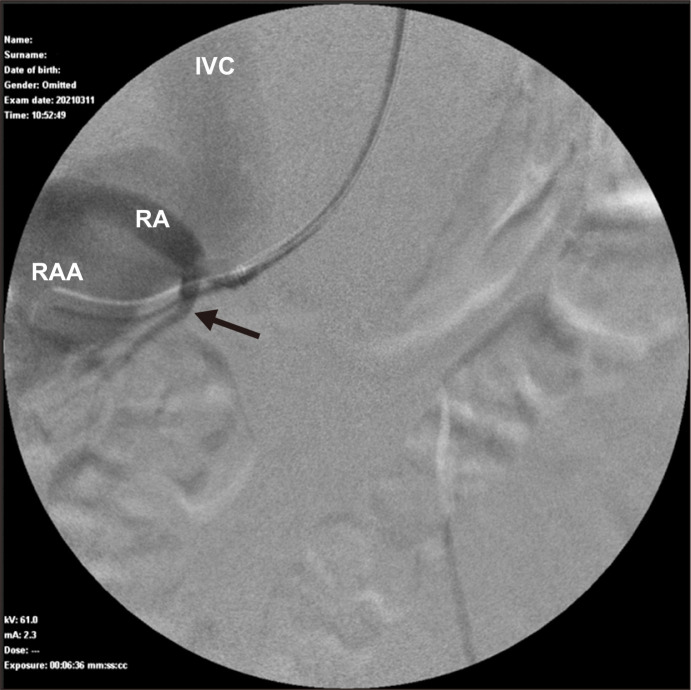 Name:
Surname:
Date of birth:
Gender: Omitted
Exam date: 20210311
Time: 10:52:49
IVC
RA
RAA
kV: 61.0
mA: 2.3
Dose: ---
Exposure: 00:06:36 mm:ss:cc